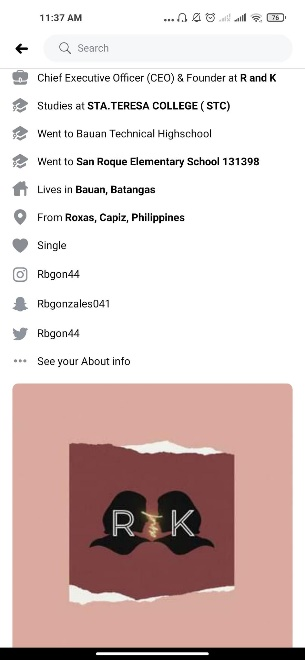 11:37 AM
76
Search
Chief Executive Officer (CEO) & Founder at R and K
Studies at STA.TERESA COLLEGE ( STC)
Went to Bauan Technical Highschool
Went to San Roque Elementary School 131398
Lives in Bauan, Batangas
From Roxas, Capiz, Philippines
Single
Rbgon44
Rbgonzales041
Rbgon44
See your About info
R K